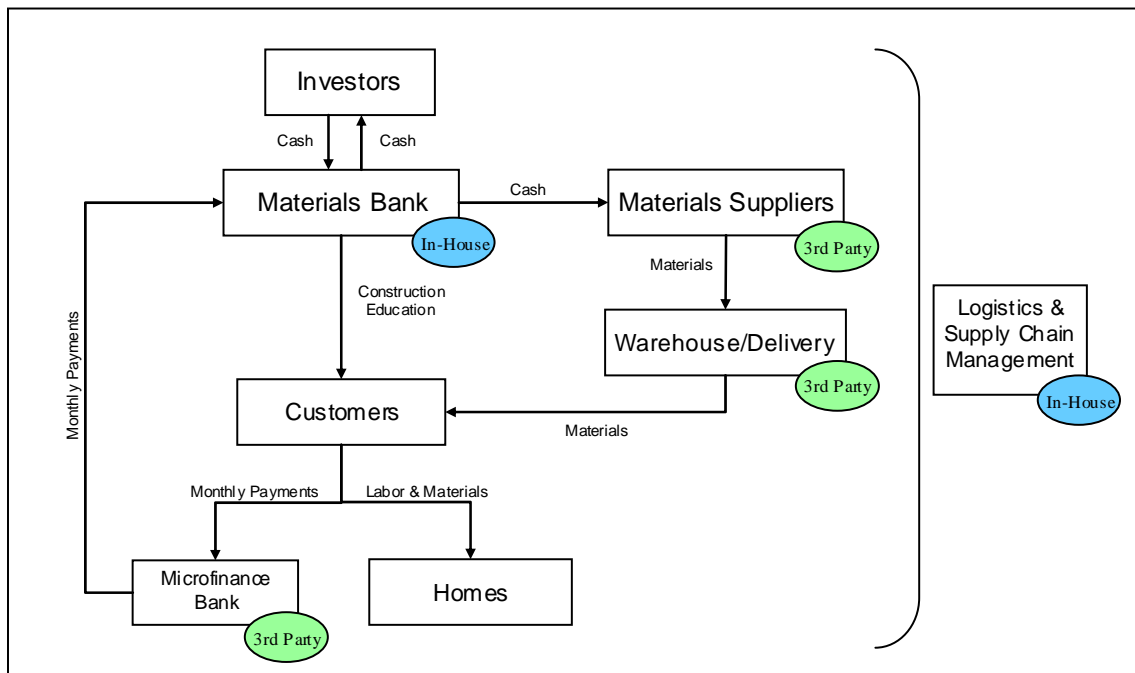 Investors
Cash
Cash
Materials Bank
In-House
Cash
Materials Suppliers
3rd Party
Materials
Construction
Education
Warehouse/Delivery
3rd Party
Logistics &
Supply Chain
Management
In-House
Monthly Payments
Customers
Materials
Monthly Payments
Labor & Materials
Microfinance
Bank
3rd Party
Homes